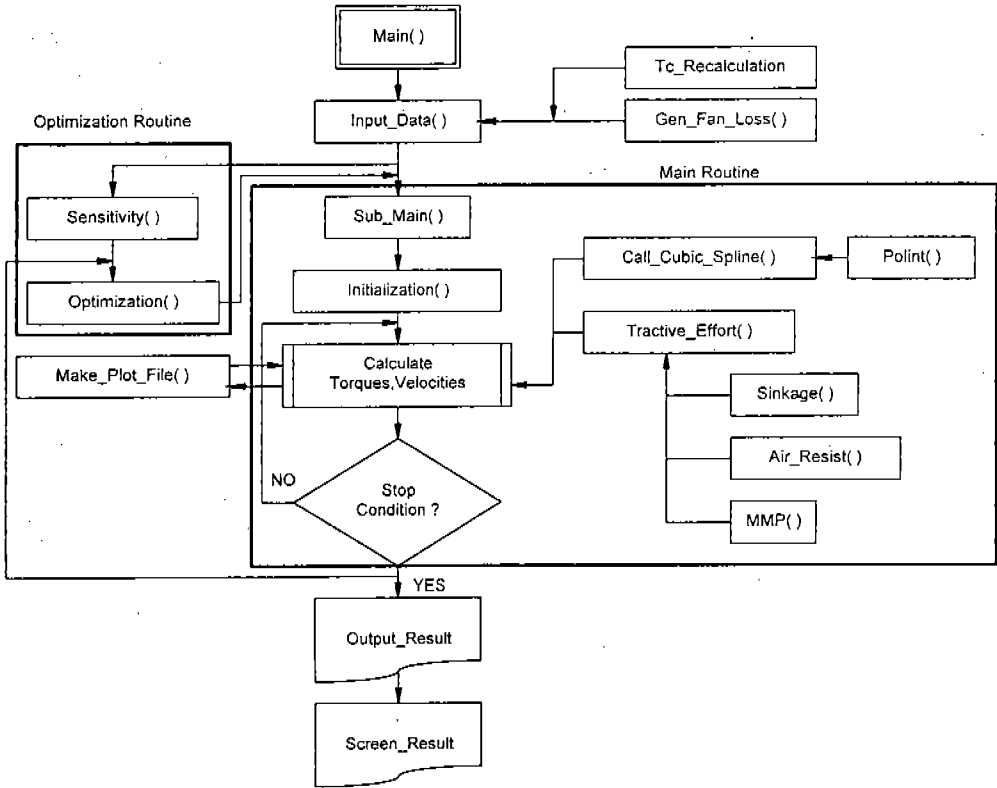 Main( )
Tc_Recalculation
Input_Data( )
Gen_Fan_Loss( )
Optimization Routine
Main Routine
Sensitivity( )
Sub_Main( )
Call_Cubic_Spline( )
Polint( )
Optimization( )
Initialization( )
Tractive_Effort( )
Make_Plot_File( )
Calculate
Torques,Velocities
Sinkage( )
Air_Resist( )
NO
Stop
Condition ?
MMP( )
YES
Output_Result
Screen_Result